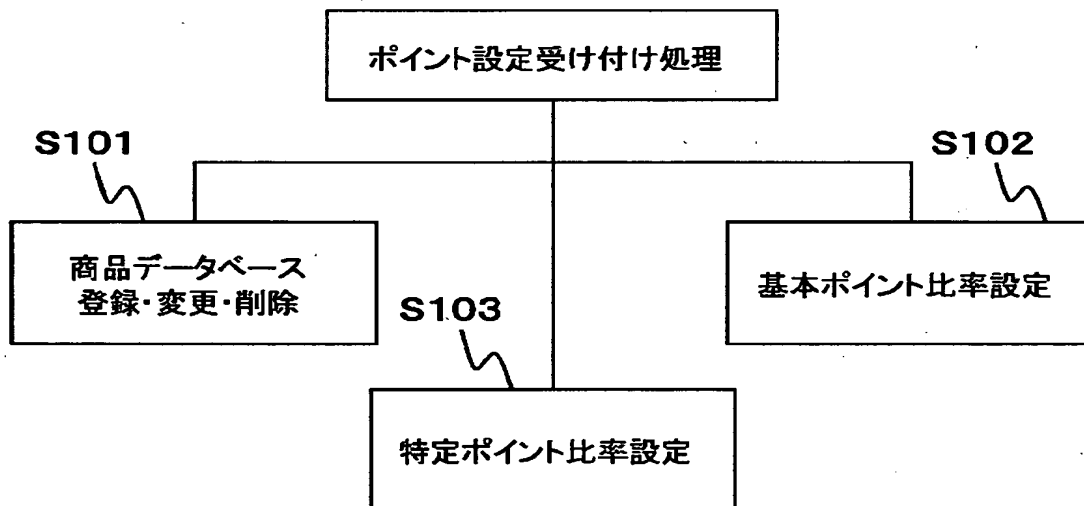 ポイント設定受け付け処理
S101
S102
商品データベース
登録・変更・削除
基本ポイント比率設定
S103
特定ポイント比率設定